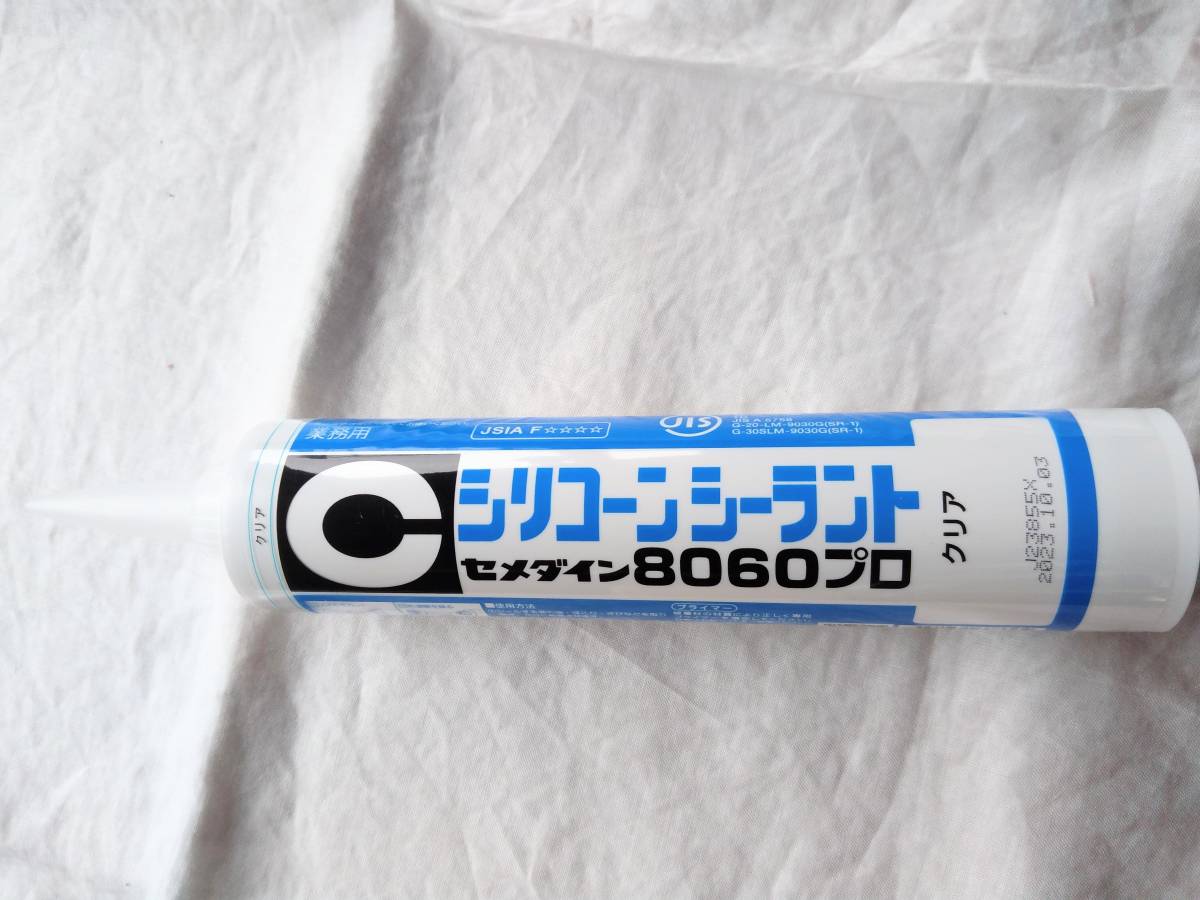 業務用
JSIA F☆☆☆☆
JIS
JIS A 5758
G-20-LM-9030G(SR-1)
G-30SLM-9030G(SR-1)
クリア
C
シリコーンシーラント
セメダイン8060プロ
クリア
J23855X
2023.10.03
■使用方法
プライマー